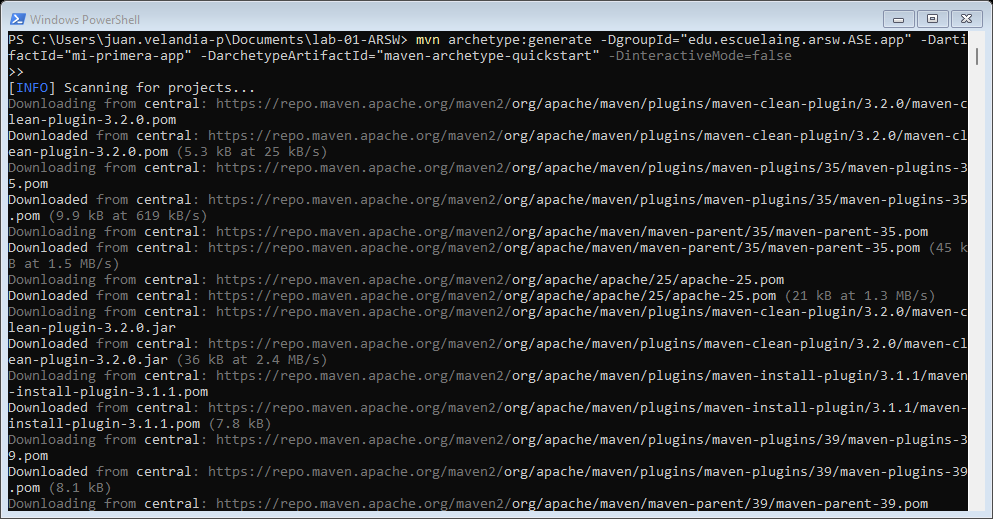 Windows PowerShell
PS C:\Users\juan.velandia-p\Documents\lab-01-ARSW> mvn archetype:generate -DgroupId="edu.escuelaing.arsw.ASE.app" -Darti
factId="mi-primera-app" -DarchetypeArtifactId="maven-archetype-quickstart" -DinteractiveMode=false
>>
[INFO] Scanning for projects...
Downloading from central: https://repo.maven.apache.org/maven2/org/apache/maven/plugins/maven-clean-plugin/3.2.0/maven-c
lean-plugin-3.2.0.pom
Downloaded from central: https://repo.maven.apache.org/maven2/org/apache/maven/plugins/maven-clean-plugin/3.2.0/maven-cl
ean-plugin-3.2.0.pom (5.3 kB at 25 kB/s)
Downloading from central: https://repo.maven.apache.org/maven2/org/apache/maven/plugins/maven-plugins/35/maven-plugins-3
5.pom
Downloaded from central: https://repo.maven.apache.org/maven2/org/apache/maven/plugins/maven-plugins/35/maven-plugins-35
.pom (9.9 kB at 619 kB/s)
Downloading from central: https://repo.maven.apache.org/maven2/org/apache/maven/maven-parent/35/maven-parent-35.pom
Downloaded from central: https://repo.maven.apache.org/maven2/org/apache/maven/maven-parent/35/maven-parent-35.pom (45 k
B at 1.5 MB/s)
Downloading from central: https://repo.maven.apache.org/maven2/org/apache/apache/25/apache-25.pom
Downloaded from central: https://repo.maven.apache.org/maven2/org/apache/apache/25/apache-25.pom (21 kB at 1.3 MB/s)
Downloading from central: https://repo.maven.apache.org/maven2/org/apache/maven/plugins/maven-clean-plugin/3.2.0/maven-c
lean-plugin-3.2.0.jar
Downloaded from central: https://repo.maven.apache.org/maven2/org/apache/maven/plugins/maven-clean-plugin/3.2.0/maven-cl
ean-plugin-3.2.0.jar (36 kB at 2.4 MB/s)
Downloading from central: https://repo.maven.apache.org/maven2/org/apache/maven/plugins/maven-install-plugin/3.1.1/maven
-install-plugin-3.1.1.pom
Downloaded from central: https://repo.maven.apache.org/maven2/org/apache/maven/plugins/maven-install-plugin/3.1.1/maven-
install-plugin-3.1.1.pom (7.8 kB)
Downloading from central: https://repo.maven.apache.org/maven2/org/apache/maven/plugins/maven-plugins/39/maven-plugins-3
9.pom
Downloaded from central: https://repo.maven.apache.org/maven2/org/apache/maven/plugins/maven-plugins/39/maven-plugins-39
.pom (8.1 kB)
Downloading from central: https://repo.maven.apache.org/maven2/org/apache/maven/maven-parent/39/maven-parent-39.pom